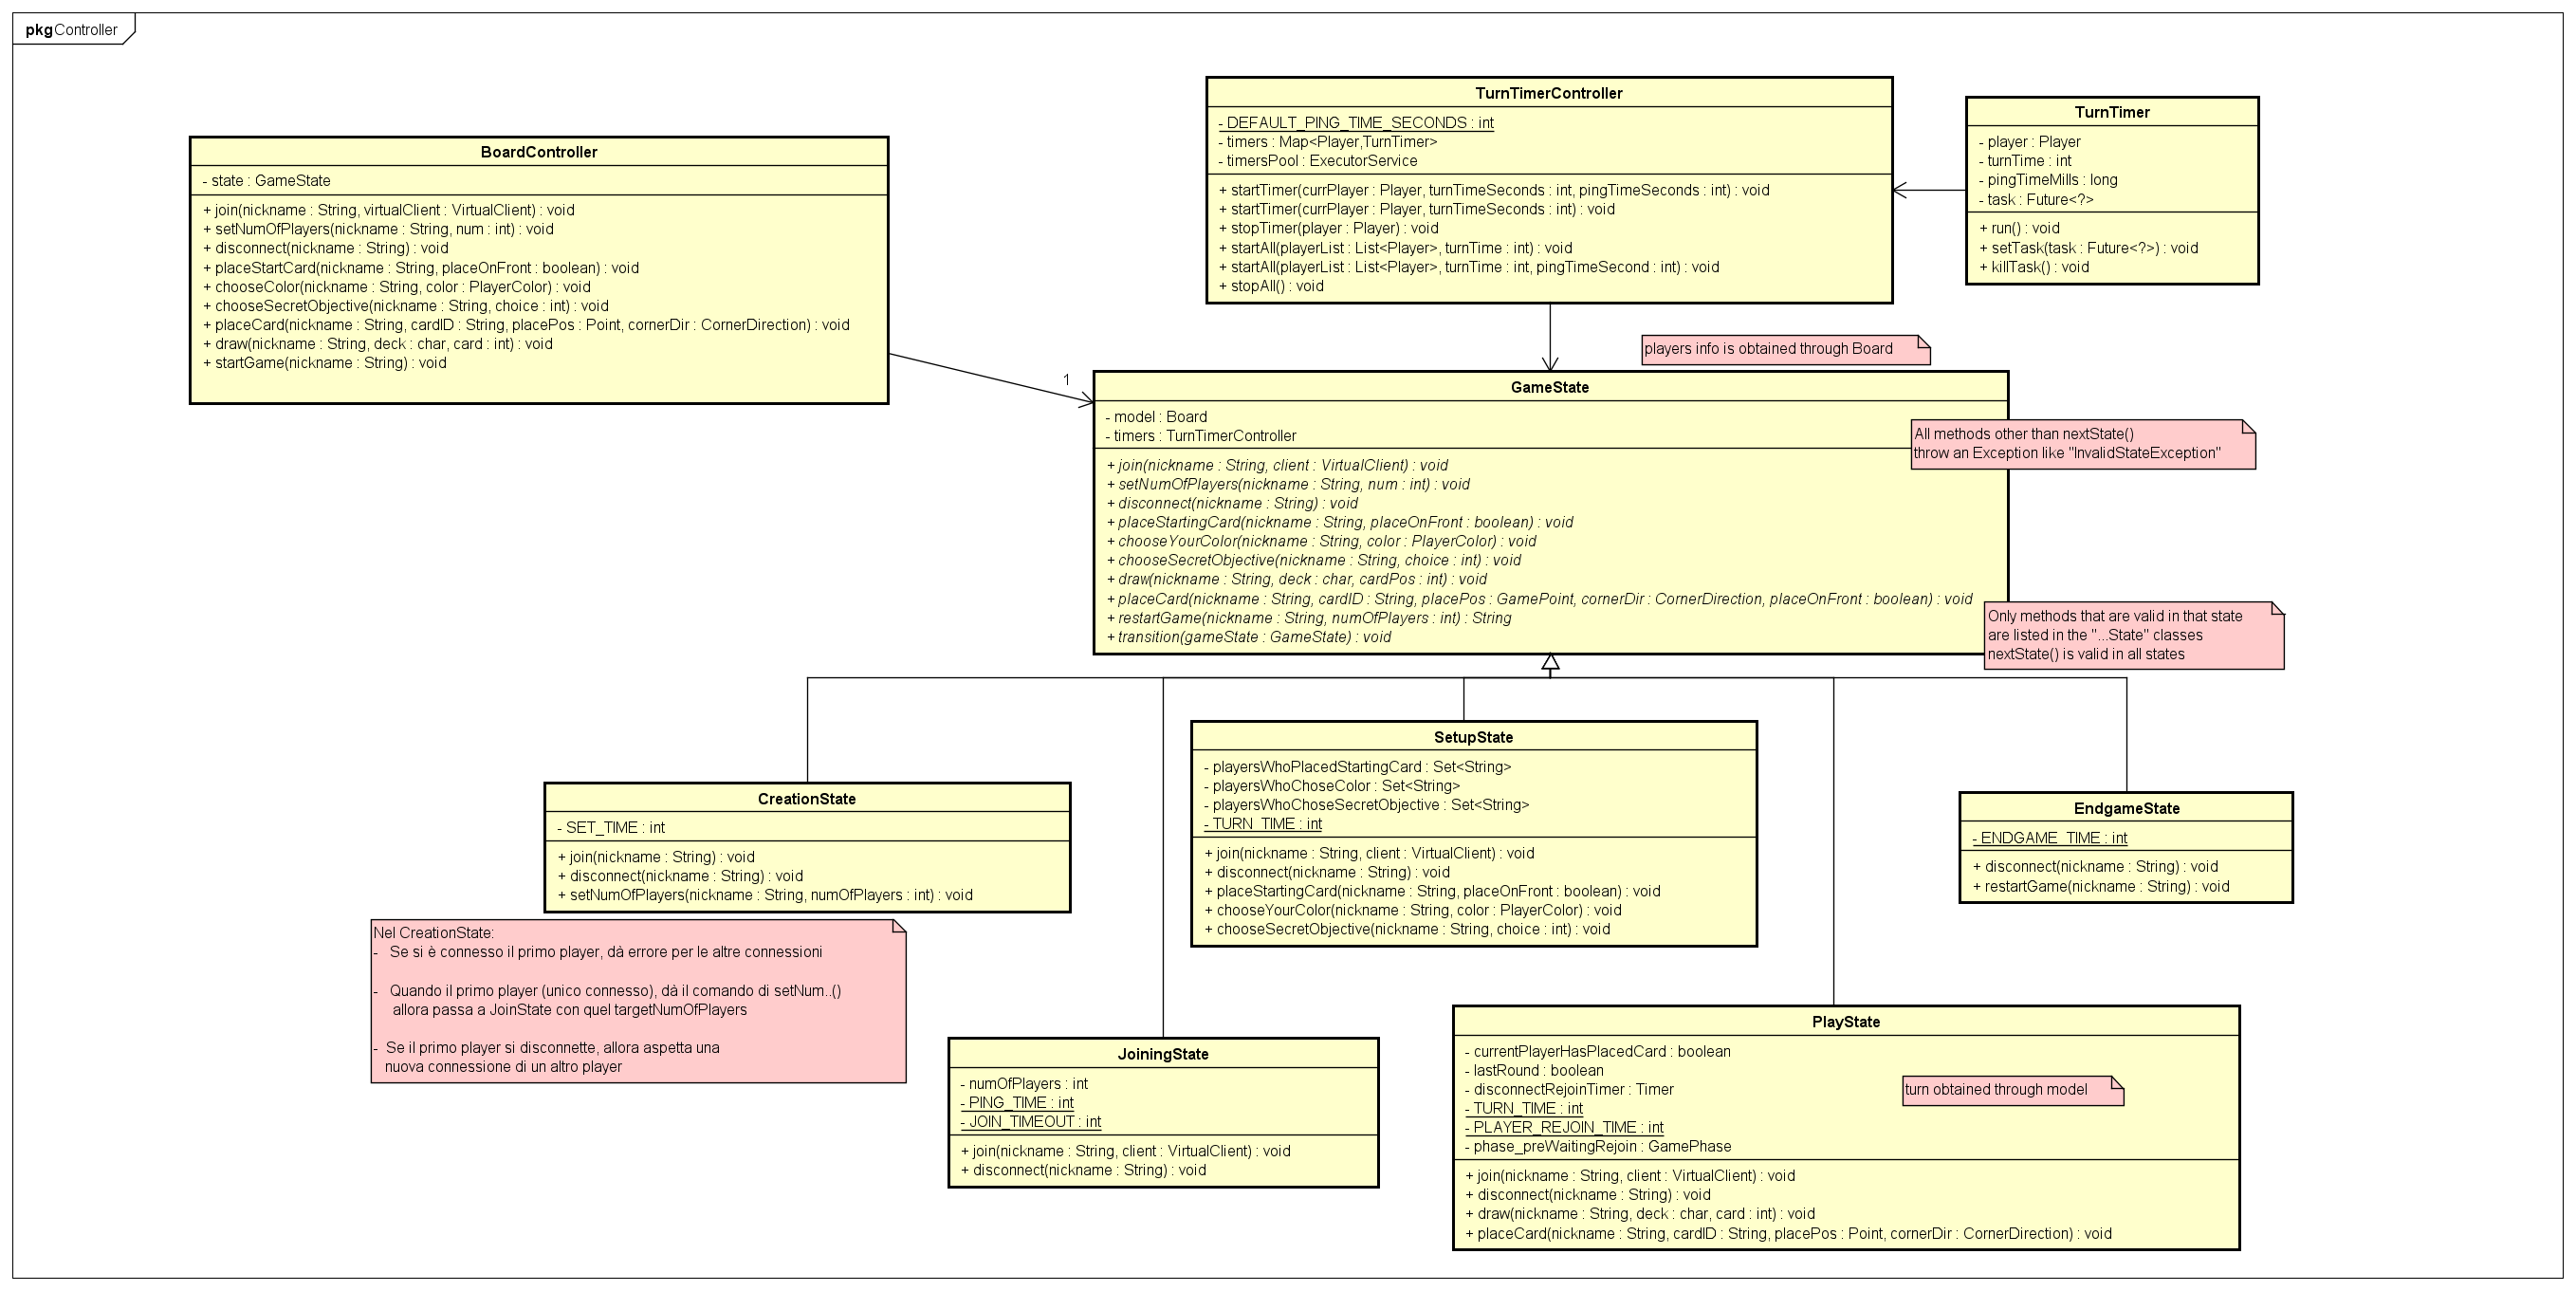 pkg Controller
BoardController
- state : GameState
+ join(nickname : String, virtualClient : VirtualClient) : void
+ setNumOfPlayers(nickname : String, num : int) : void
+ disconnect(nickname : String) : void
+ placeStartCard(nickname : String, placeOnFront : boolean) : void
+ chooseColor(nickname : String, color : PlayerColor) : void
+ chooseSecretObjective(nickname : String, choice : int) : void
+ placeCard(nickname : String, cardID : String, placePos : Point, cornerDir : CornerDirection) : void
+ draw(nickname : String, deck : char, card : int) : void
+ startGame(nickname : String) : void
1
TurnTimerController
- DEFAULT_PING_TIME_SECONDS : int
- timers : Map<Player,TurnTimer>
- timersPool : ExecutorService
+ startTimer(currPlayer : Player, turnTimeSeconds : int, pingTimeSeconds : int) : void
+ startTimer(currPlayer : Player, turnTimeSeconds : int) : void
+ stopTimer(player : Player) : void
+ startAll(playerList : List<Player>, turnTime : int) : void
+ startAll(playerList : List<Player>, turnTime : int, pingTimeSecond : int) : void
+ stopAll() : void
TurnTimer
- player : Player
- turnTime : int
- pingTimeMills : long
- task : Future<?>
+ run() : void
+ setTask(task : Future<?>) : void
+ killTask() : void
players info is obtained through Board
GameState
- model : Board
- timers : TurnTimerController
+ join(nickname : String, client : VirtualClient) : void
+ setNumOfPlayers(nickname : String, num : int) : void
+ disconnect(nickname : String) : void
+ placeStartingCard(nickname : String, placeOnFront : boolean) : void
+ chooseYourColor(nickname : String, color : PlayerColor) : void
+ chooseSecretObjective(nickname : String, choice : int) : void
+ draw(nickname : String, deck : char, cardPos : int) : void
+ placeCard(nickname : String, cardID : String, placePos : GamePoint, cornerDir : CornerDirection, placeOnFront : boolean) : void
+ restartGame(nickname : String, numOfPlayers : int) : String
+ transition(gameState : GameState) : void
All methods other than nextState()
throw an Exception like "InvalidStateException"
Only methods that are valid in that state
are listed in the "...State" classes
nextState() is valid in all states
CreationState
- SET_TIME : int
+ join(nickname : String) : void
+ disconnect(nickname : String) : void
+ setNumOfPlayers(nickname : String, numOfPlayers : int) : void
Nel CreationState:
- Se si è connesso il primo player, dà errore per le altre connessioni
- Quando il primo player (unico connesso), dà il comando di setNum..()
allora passa a JoinState con quel targetNumOfPlayers
- Se il primo player si disconnette, allora aspetta una
nuova connessione di un altro player
JoiningState
- numOfPlayers : int
- PING_TIME : int
- JOIN_TIMEOUT : int
+ join(nickname : String, client : VirtualClient) : void
+ disconnect(nickname : String) : void
SetupState
- playersWhoPlacedStartingCard : Set<String>
- playersWhoChoseColor : Set<String>
- playersWhoChoseSecretObjective : Set<String>
- TURN_TIME : int
+ join(nickname : String, client : VirtualClient) : void
+ disconnect(nickname : String) : void
+ placeStartingCard(nickname : String, placeOnFront : boolean) : void
+ chooseYourColor(nickname : String, color : PlayerColor) : void
+ chooseSecretObjective(nickname : String, choice : int) : void
PlayState
- currentPlayerHasPlacedCard : boolean
- lastRound : boolean
- disconnectRejoinTimer : Timer
- TURN_TIME : int
- PLAYER_REJOIN_TIME : int
- phase_preWaitingRejoin : GamePhase
+ join(nickname : String, client : VirtualClient) : void
+ disconnect(nickname : String) : void
+ draw(nickname : String, deck : char, card : int) : void
+ placeCard(nickname : String, cardID : String, placePos : Point, cornerDir : CornerDirection) : void
turn obtained through model
EndgameState
- ENDGAME_TIME : int
+ disconnect(nickname : String) : void
+ restartGame(nickname : String) : void